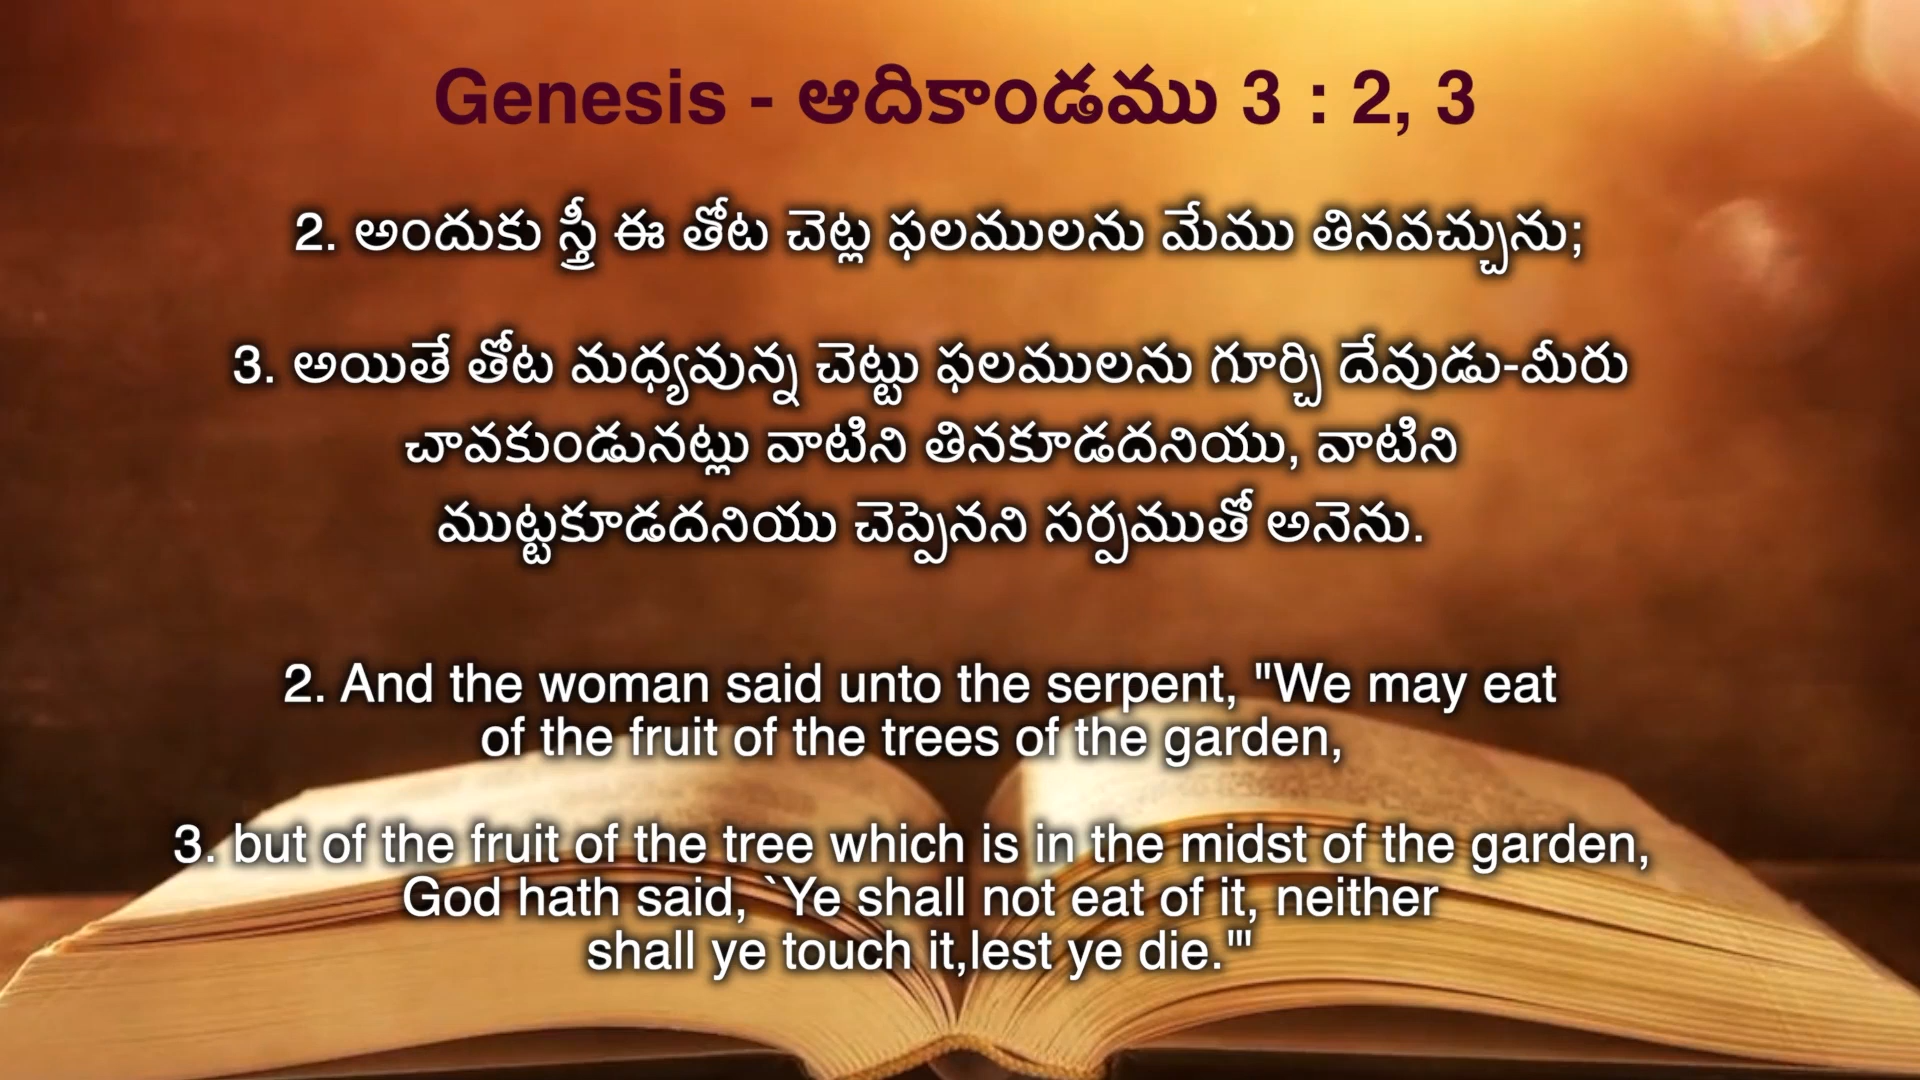 Genesis - ఆదికాండము 3 : 2, 3
2. అందుకు స్త్రీ ఈ తోట చెట్ల ఫలములను మేము తినవచ్చును;
3. అయితే తోట మధ్యవున్న చెట్టు ఫలములను గూర్చి దేవుడు-మీరు
చావకుండునట్లు వాటిని తినకూడదనియు, వాటిని
ముట్టకూడదనియు చెప్పెనని సర్పముతో అనెను.
2. And the woman said unto the serpent, "We may eat
of the fruit of the trees of the garden,
3. but of the fruit of the tree which is in the midst of the garden,
God hath said, `Ye shall not eat of it, neither
shall ye touch it,lest ye die.'"